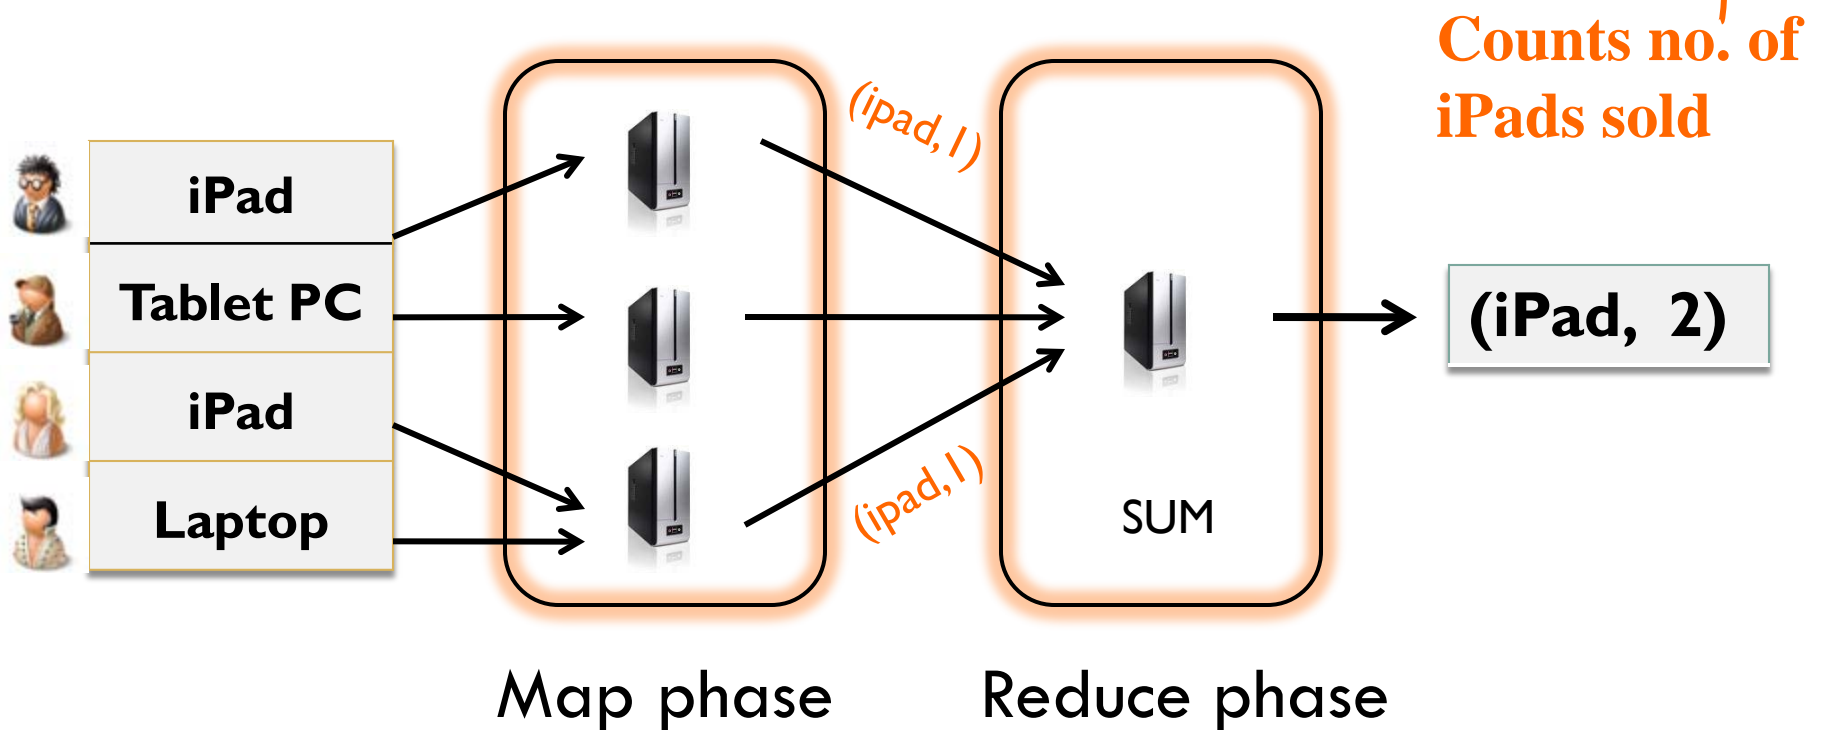 Counts no. of
iPads sold
iPad
Tablet PC
iPad
Laptop
(ipad,1)
(ipad,1)
SUM
(iPad, 2)
Map phase
Reduce phase